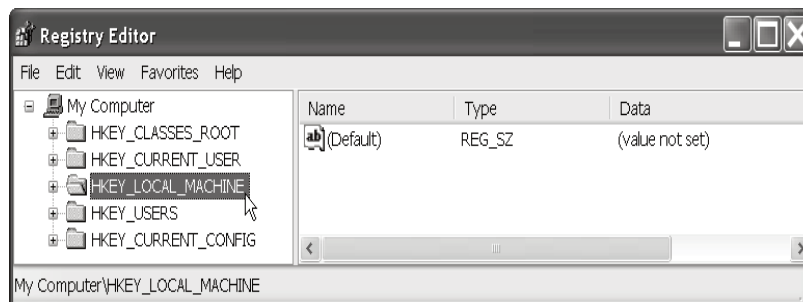 Registry Editor
File Edit View Favorites Help
My Computer
HKEY_CLASSES_ROOT
HKEY_CURRENT_USER
HKEY_LOCAL_MACHINE
HKEY_USERS
HKEY_CURRENT_CONFIG
Name Type Data
ab (Default) REG_SZ (value not set)
My Computer\HKEY_LOCAL_MACHINE